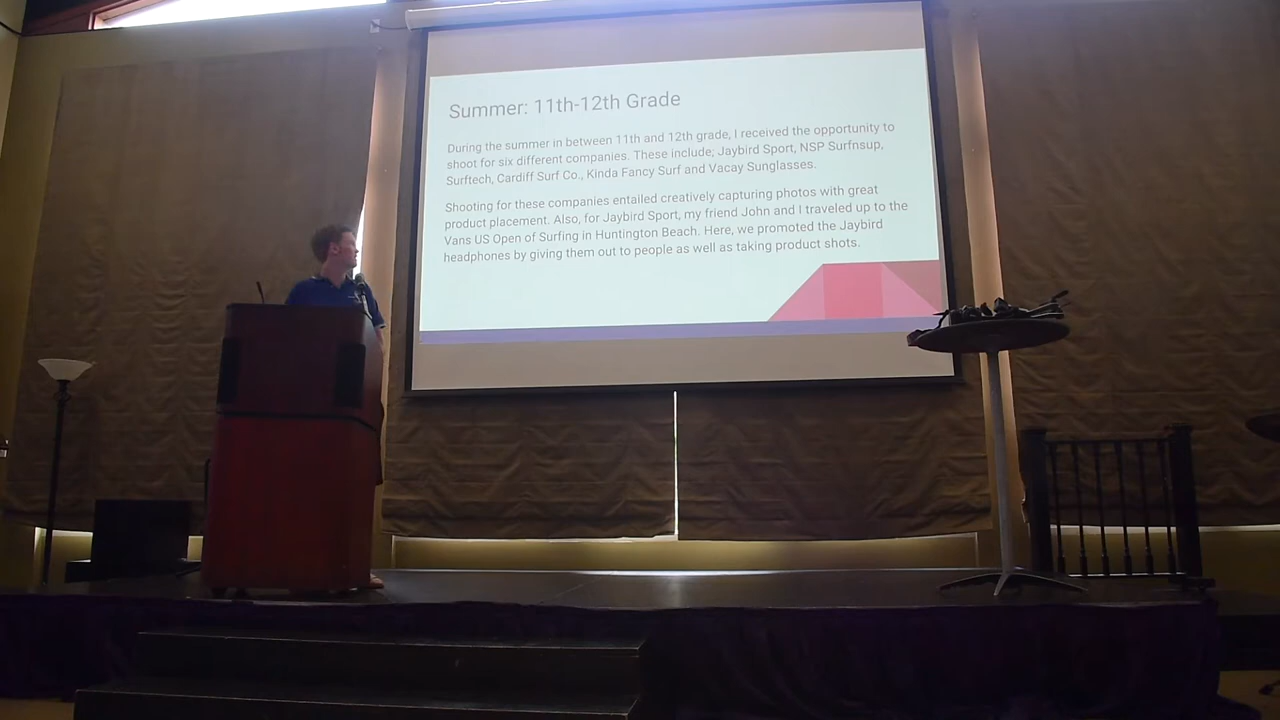 Summer: 11th-12th Grade
During the summer in between 11th and 12th grade, I received the opportunity to
shoot for six different companies. These include; Jaybird Sport, NSP Surfnsup,
Surftech, Cardiff Surf Co., Kinda Fancy Surf and Vacay Sunglasses.
Shooting for these companies entailed creatively capturing photos with great
product placement. Also, for Jaybird Sport, my friend John and I traveled up to the
Vans US Open of Surfing in Huntington Beach. Here, we promoted the Jaybird
headphones by giving them out to people as well as taking product shots.